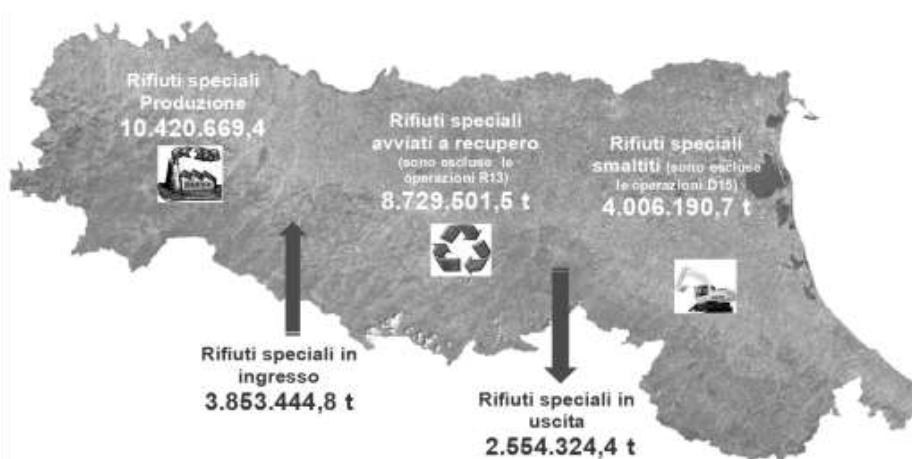 Rifiuti speciali
Produzione
10.420.669,4
Rifiuti speciali
avviati a recupero
(sono escluse le
operazioni R13)
8.729.501,5 t
Rifiuti speciali
smaltiti (sono escluse
le operazioni D15)
4.006.190,7 t
Rifiuti speciali in
ingresso
3.853.444,8 t
Rifiuti speciali in
uscita
2.554.324,4 t